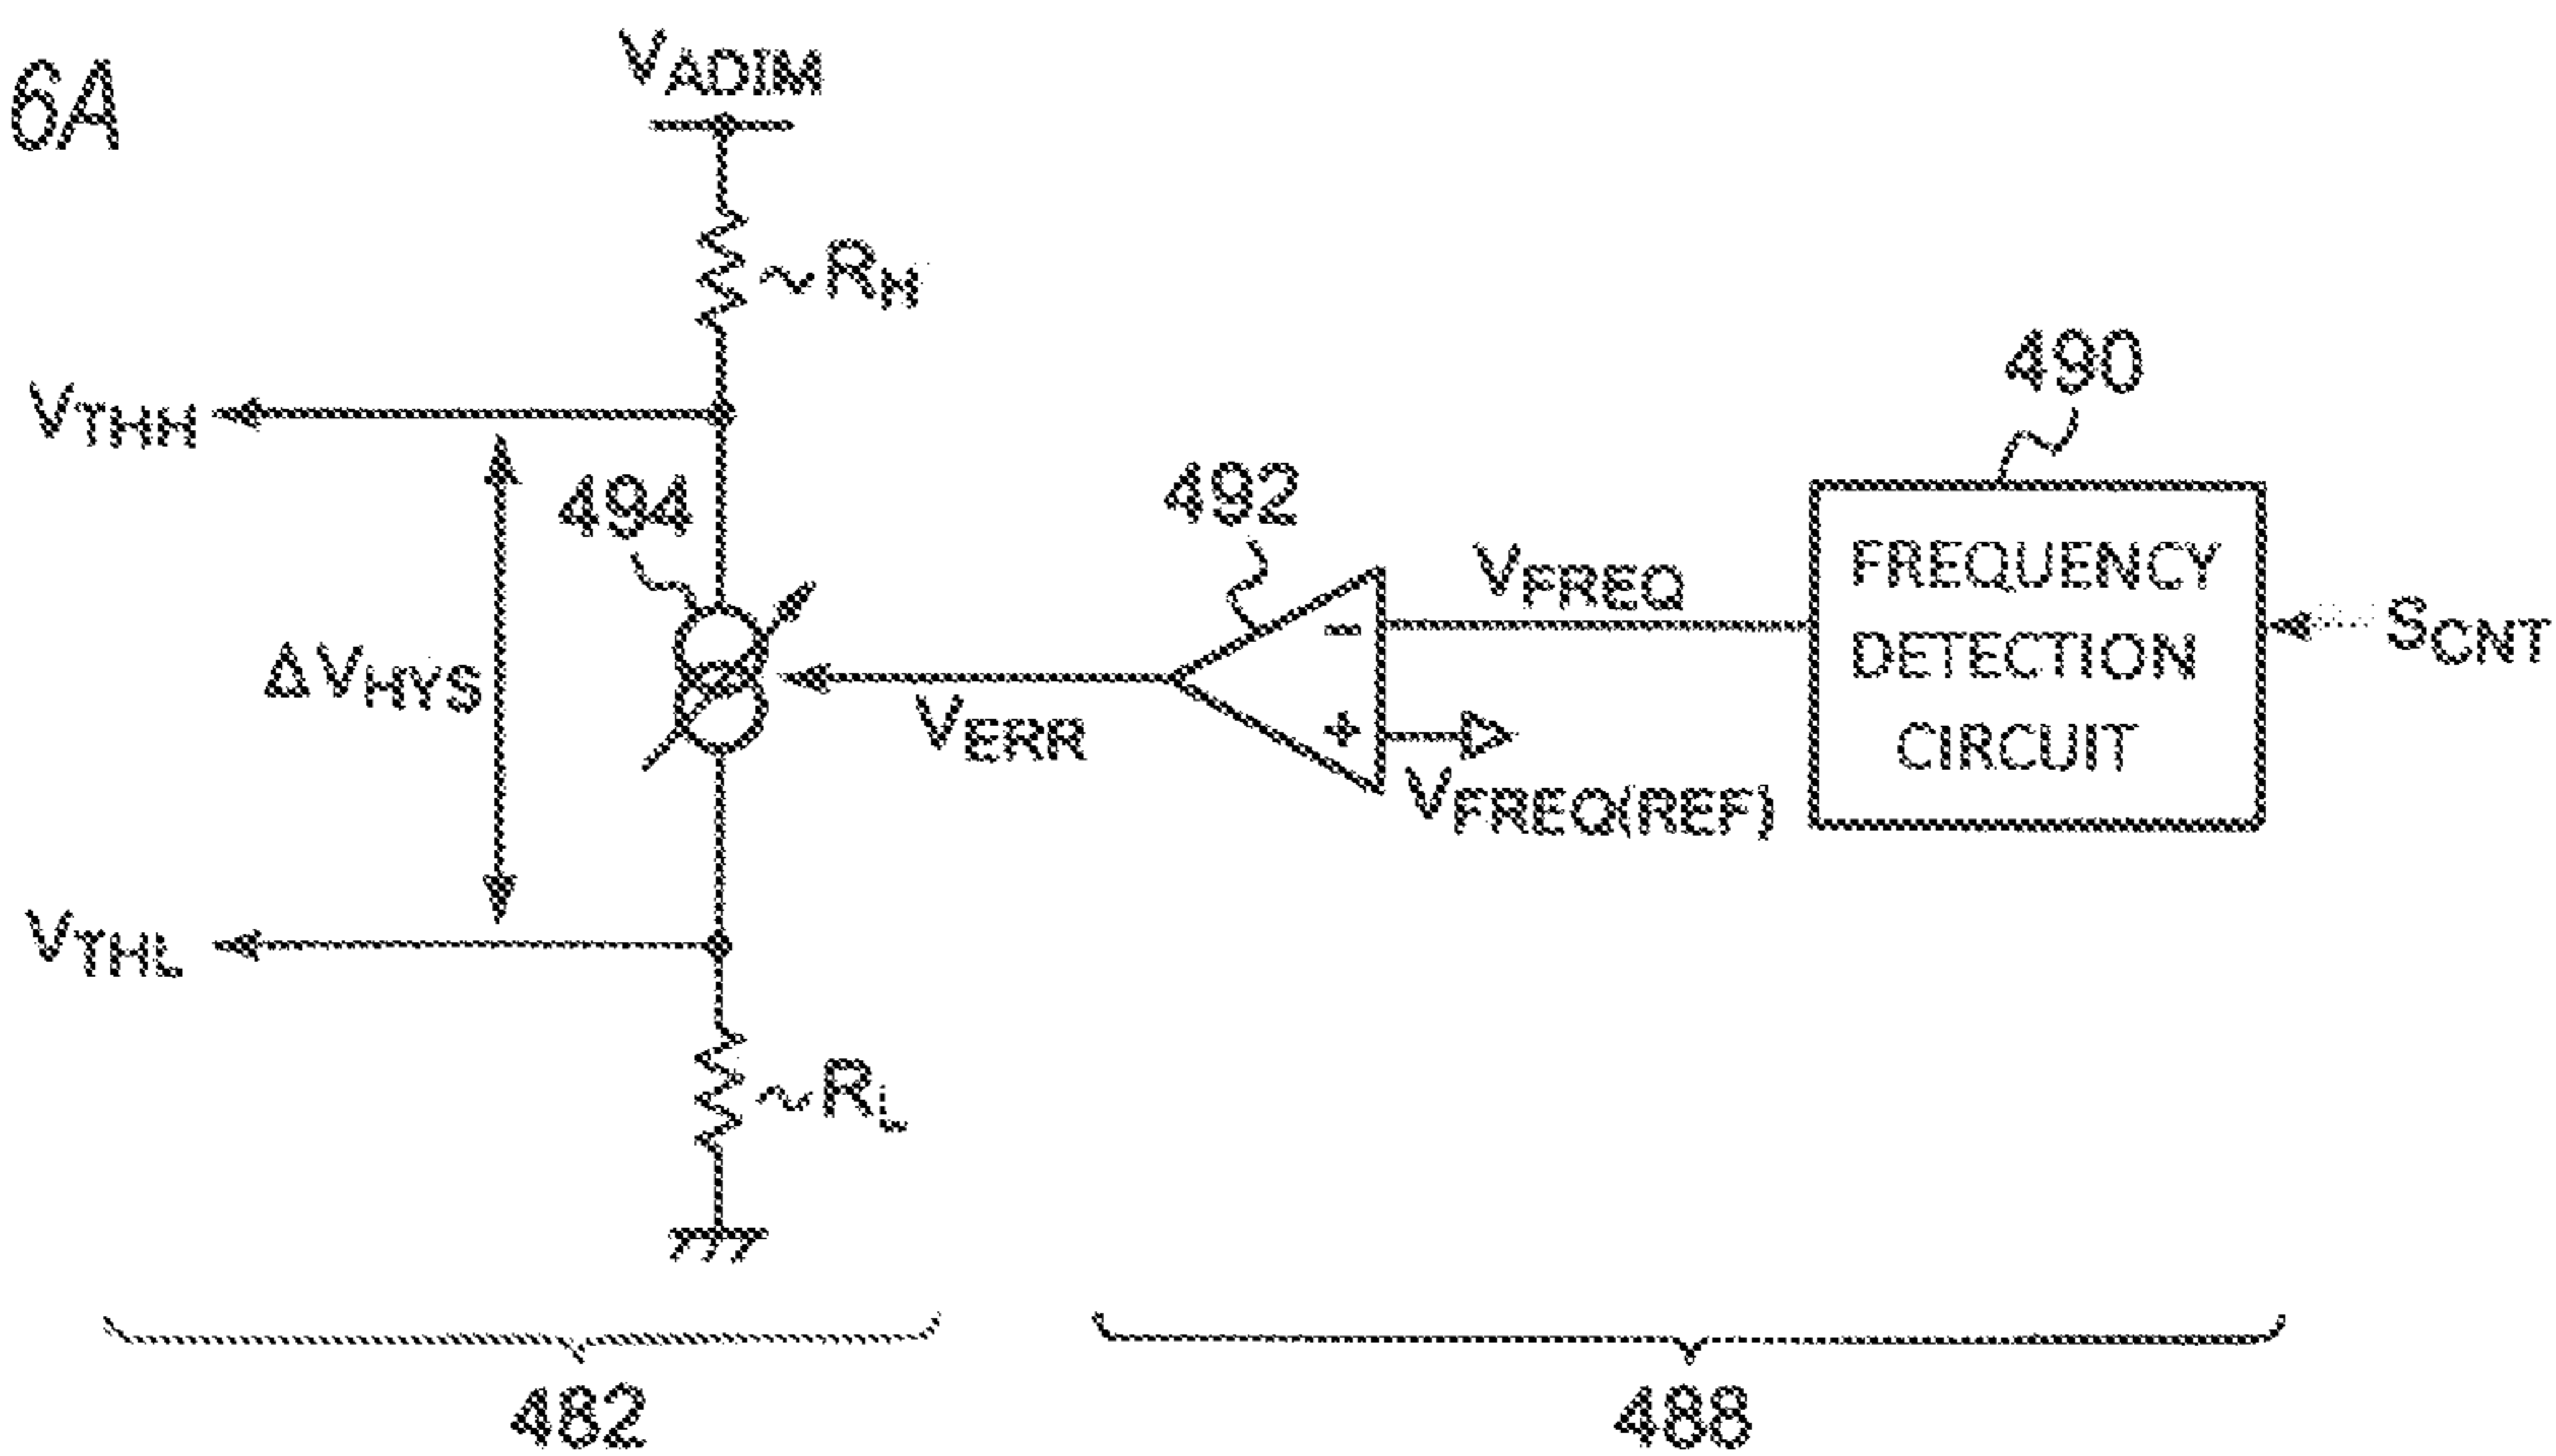 6A
VADIM
RH
VTHH
490
494
492
VFREQ
FREQUENCY
DETECTION
CIRCUIT
SCNT
ΔVHYS
VERR
-
+
VFREQ(REF)
VTHL
RL
482
488